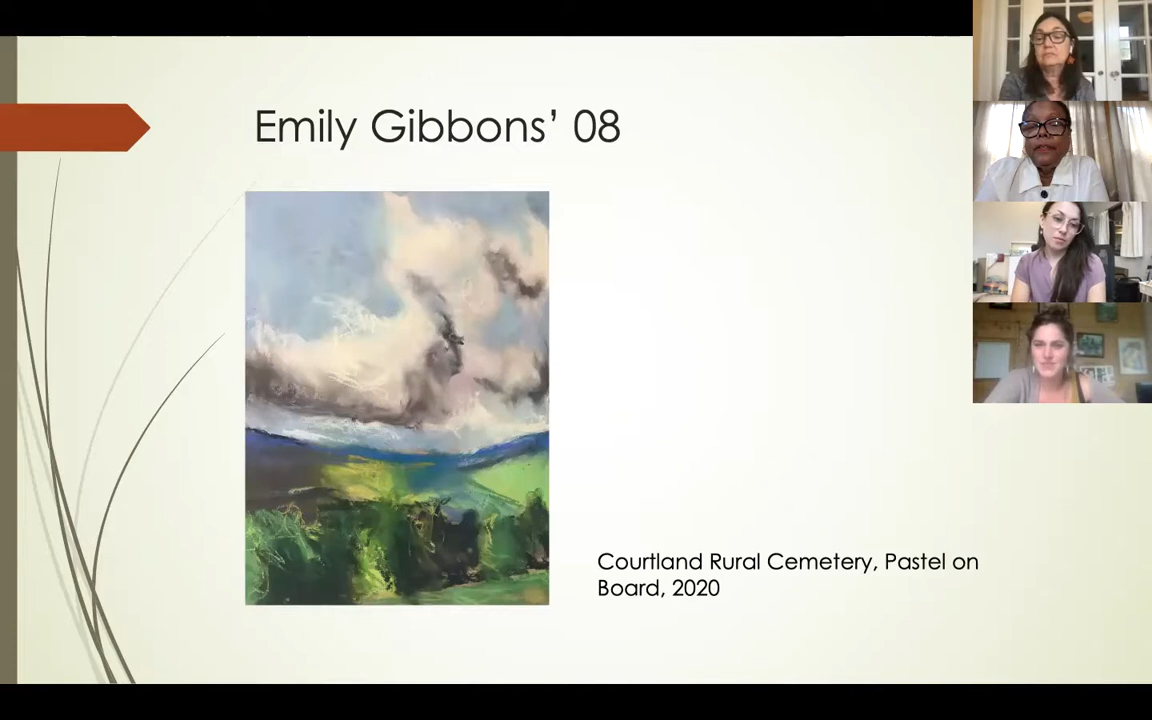 Emily Gibbons’ 08
Courtland Rural Cemetery, Pastel on
Board, 2020